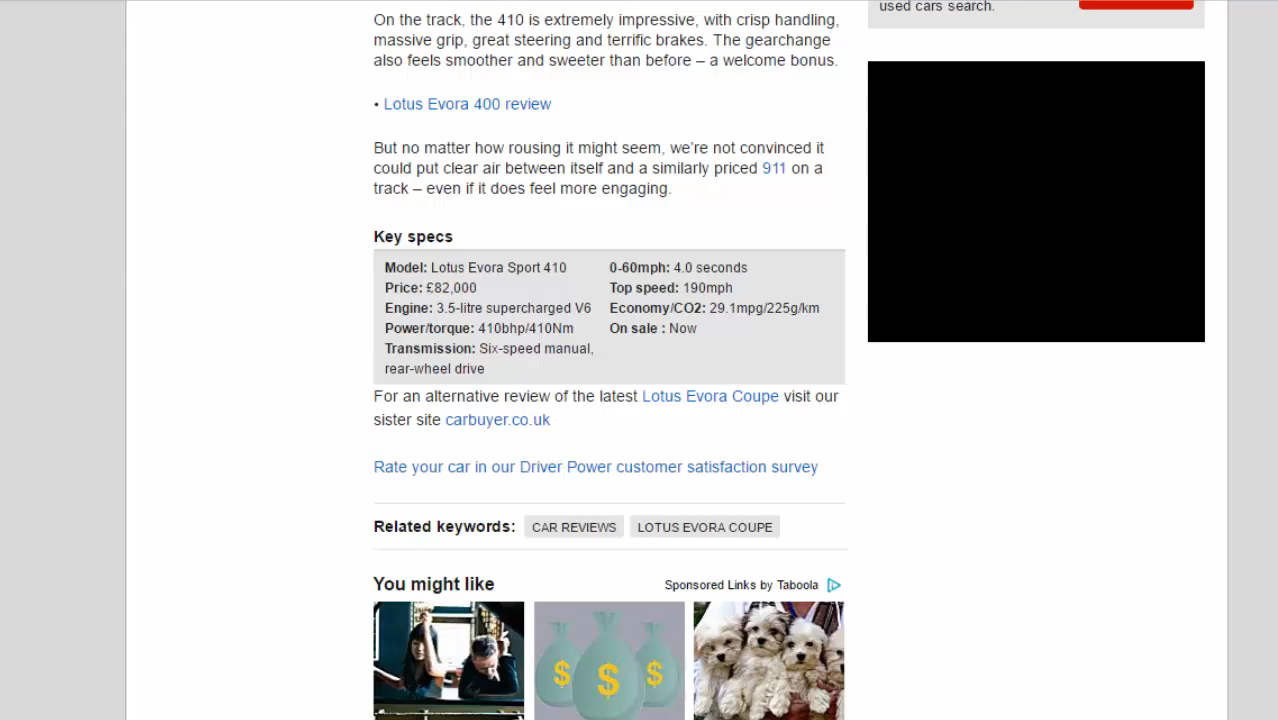 used cars search.
On the track, the 410 is extremely impressive, with crisp handling,
massive grip, great steering and terrific brakes. The gearchange
also feels smoother and sweeter than before – a welcome bonus.
• Lotus Evora 400 review
But no matter how rousing it might seem, we’re not convinced it
could put clear air between itself and a similarly priced 911 on a
track – even if it does feel more engaging.
Key specs
Model: Lotus Evora Sport 410
Price: £82,000
Engine: 3.5-litre supercharged V6
Power/torque: 410bhp/410Nm
Transmission: Six-speed manual,
rear-wheel drive
0-60mph: 4.0 seconds
Top speed: 190mph
Economy/CO2: 29.1mpg/225g/km
On sale : Now
For an alternative review of the latest Lotus Evora Coupe visit our
sister site carbuyer.co.uk
Rate your car in our Driver Power customer satisfaction survey
Related keywords: CAR REVIEWS LOTUS EVORA COUPE
You might like
Sponsored Links by Taboola
$ $ $